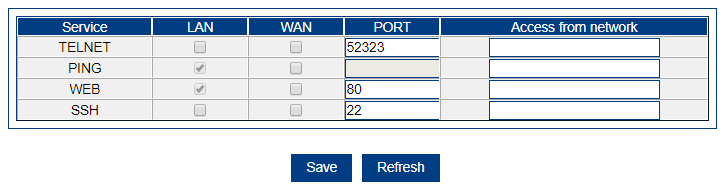 Service LAN WAN PORT Access from network
TELNET 52323
PING
WEB 80
SSH 22
Save Refresh